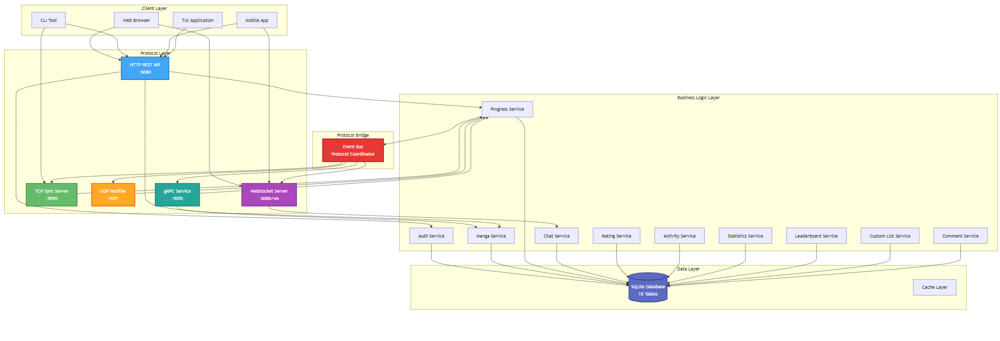 Client Layer
CLI Tool
Web Browser
TUI Application
Mobile App
Protocol Layer
HTTP REST API
:8080
Business Logic Layer
Progress Service
Protocol Bridge
Event Bus
Protocol Coordinator
TCP Sync Server
:9090
UDP Notifier
:9091
gRPC Service
:9092
WebSocket Server
:8080/ws
Auth Service
Manga Service
Chat Service
Rating Service
Activity Service
Statistics Service
Leaderboard Service
Custom List Service
Comment Service
Data Layer
SQLite Database
15 Tables
Cache Layer